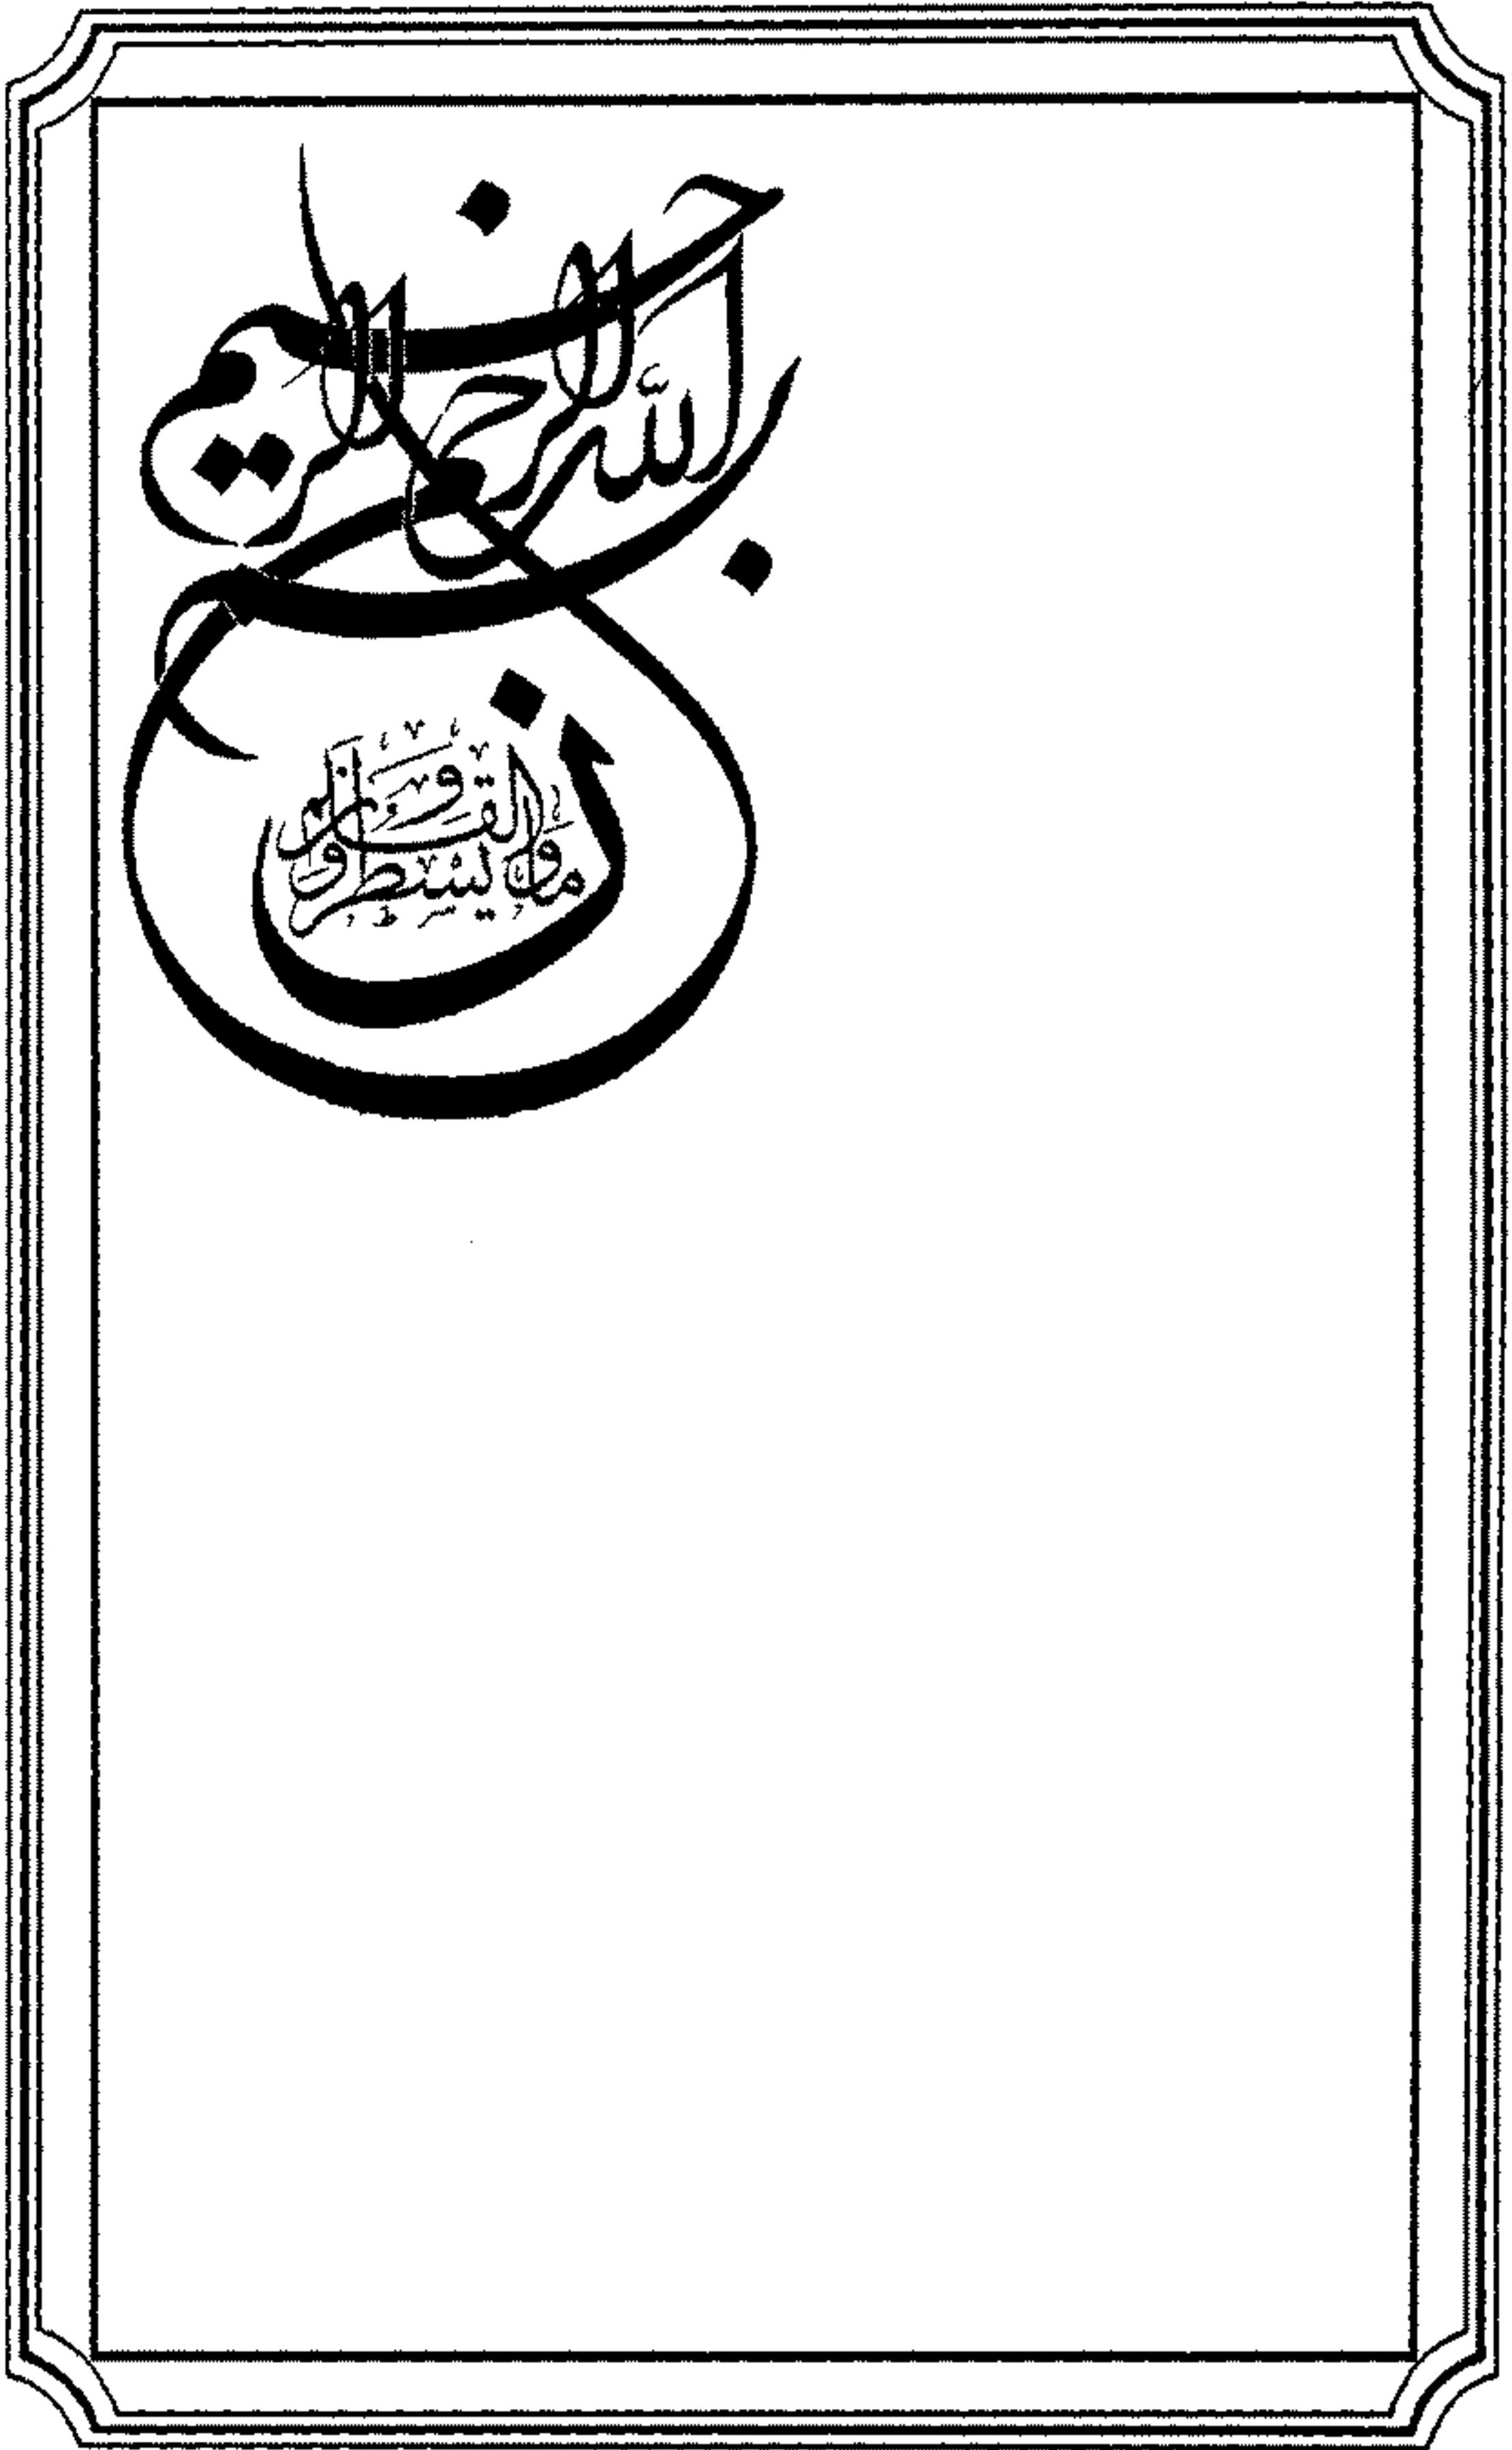 بسم الله الرحمن الرحيم
ن والقلم وما يسطرون